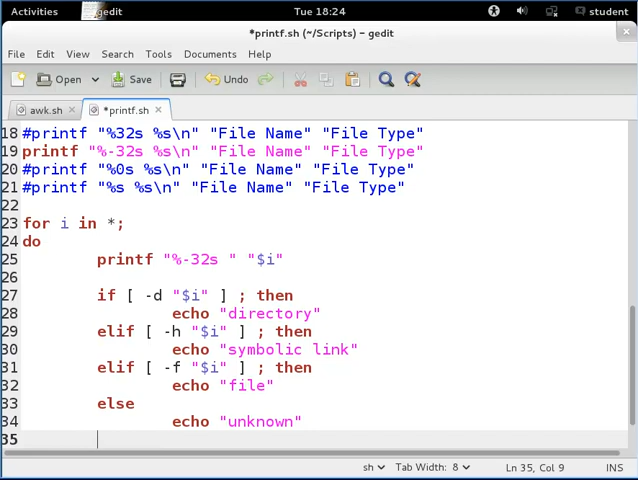 Activities gedit Tue 18:24 student
*printf.sh (~/Scripts) - gedit
File Edit View Search Tools Documents Help
Open Save Undo
awk.sh *printf.sh
18 #printf "%32s %s\n" "File Name" "File Type"
19 printf "%-32s %s\n" "File Name" "File Type"
20 #printf "%0s %s\n" "File Name" "File Type"
21 #printf "%s %s\n" "File Name" "File Type"
22
23 for i in *;
24 do
25 printf "%-32s " "$i"
26
27 if [ -d "$i" ] ; then
28 echo "directory"
29 elif [ -h "$i" ] ; then
30 echo "symbolic link"
31 elif [ -f "$i" ] ; then
32 echo "file"
33 else
34 echo "unknown"
35
sh Tab Width: 8 Ln 35, Col 9 INS